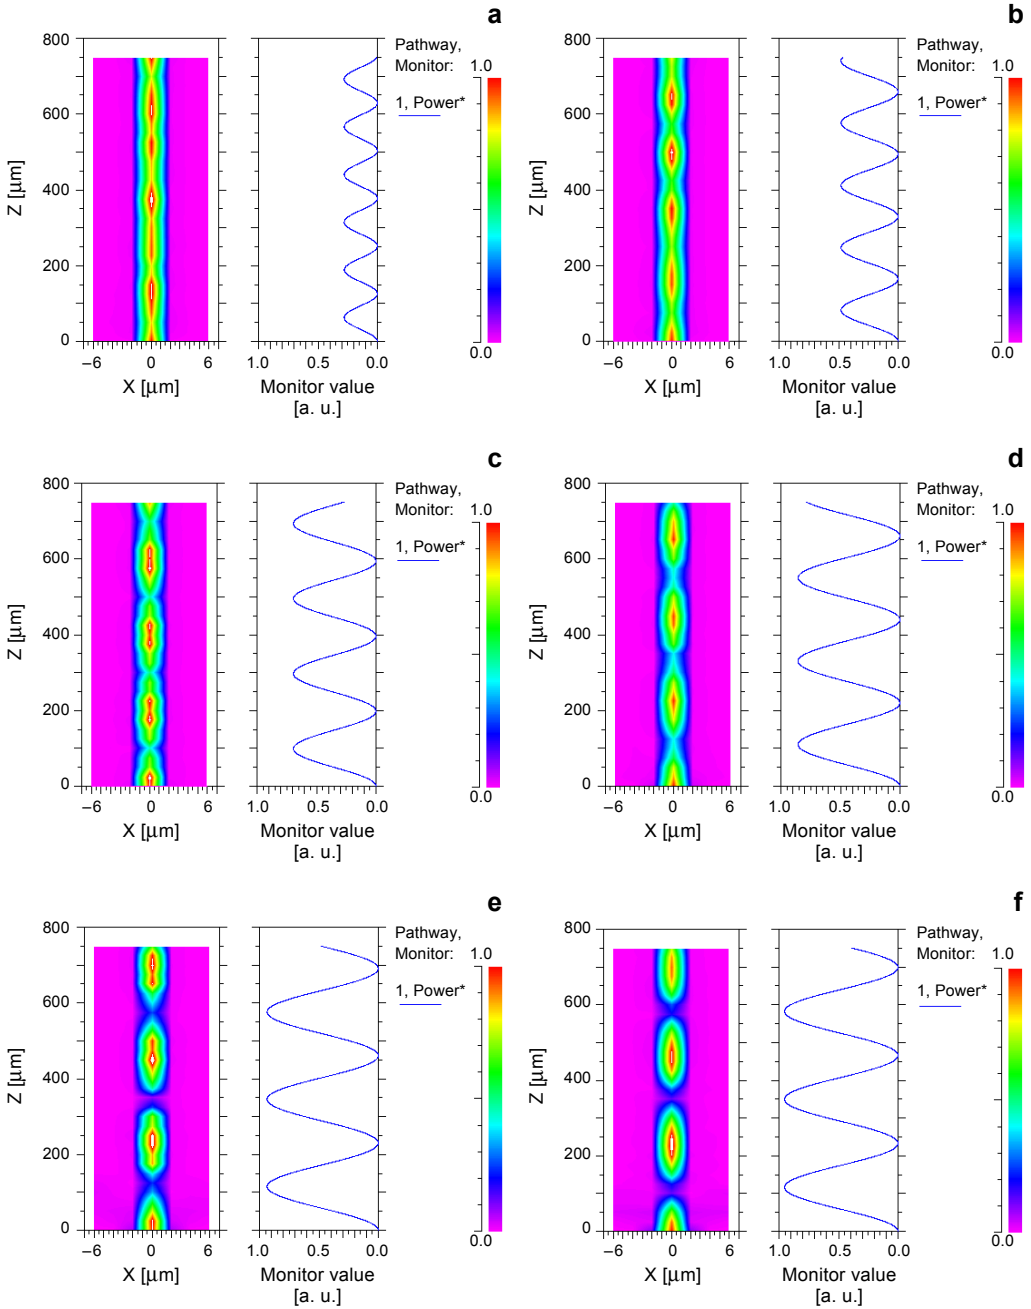 a
800
600
400
200
0
Z [µm]
−6
0
6
X [µm]
1.0
0.5
0.0
Monitor value
[a. u.]
Pathway,
Monitor:
1.0
1, Power*
0.0
b
800
600
400
200
0
Z [µm]
−6
0
6
X [µm]
1.0
0.5
0.0
Monitor value
[a. u.]
Pathway,
Monitor:
1.0
1, Power*
0.0
c
800
600
400
200
0
Z [µm]
−6
0
6
X [µm]
1.0
0.5
0.0
Monitor value
[a. u.]
Pathway,
Monitor:
1.0
1, Power*
0.0
d
800
600
400
200
0
Z [µm]
−6
0
6
X [µm]
1.0
0.5
0.0
Monitor value
[a. u.]
Pathway,
Monitor:
1.0
1, Power*
0.0
e
800
600
400
200
0
Z [µm]
−6
0
6
X [µm]
1.0
0.5
0.0
Monitor value
[a. u.]
Pathway,
Monitor:
1.0
1, Power*
0.0
f
800
600
400
200
0
Z [µm]
−6
0
6
X [µm]
1.0
0.5
0.0
Monitor value
[a. u.]
Pathway,
Monitor:
1.0
1, Power*
0.0